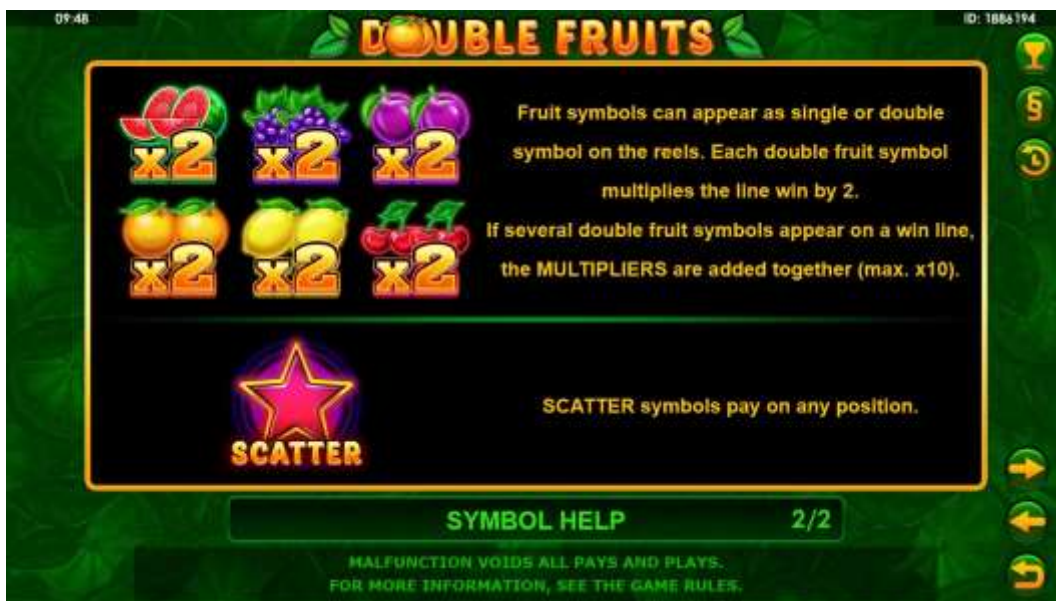 09:48
ID: 1886194
DOUBLE FRUITS
x2 x2 x2
x2 x2 x2
Fruit symbols can appear as single or double
symbol on the reels. Each double fruit symbol
multiplies the line win by 2.
If several double fruit symbols appear on a win line,
the MULTIPLIERS are added together (max. x10).
SCATTER
SCATTER symbols pay on any position.
SYMBOL HELP 2/2
MALFUNCTION VOIDS ALL PAYS AND PLAYS.
FOR MORE INFORMATION, SEE THE GAME RULES.
§